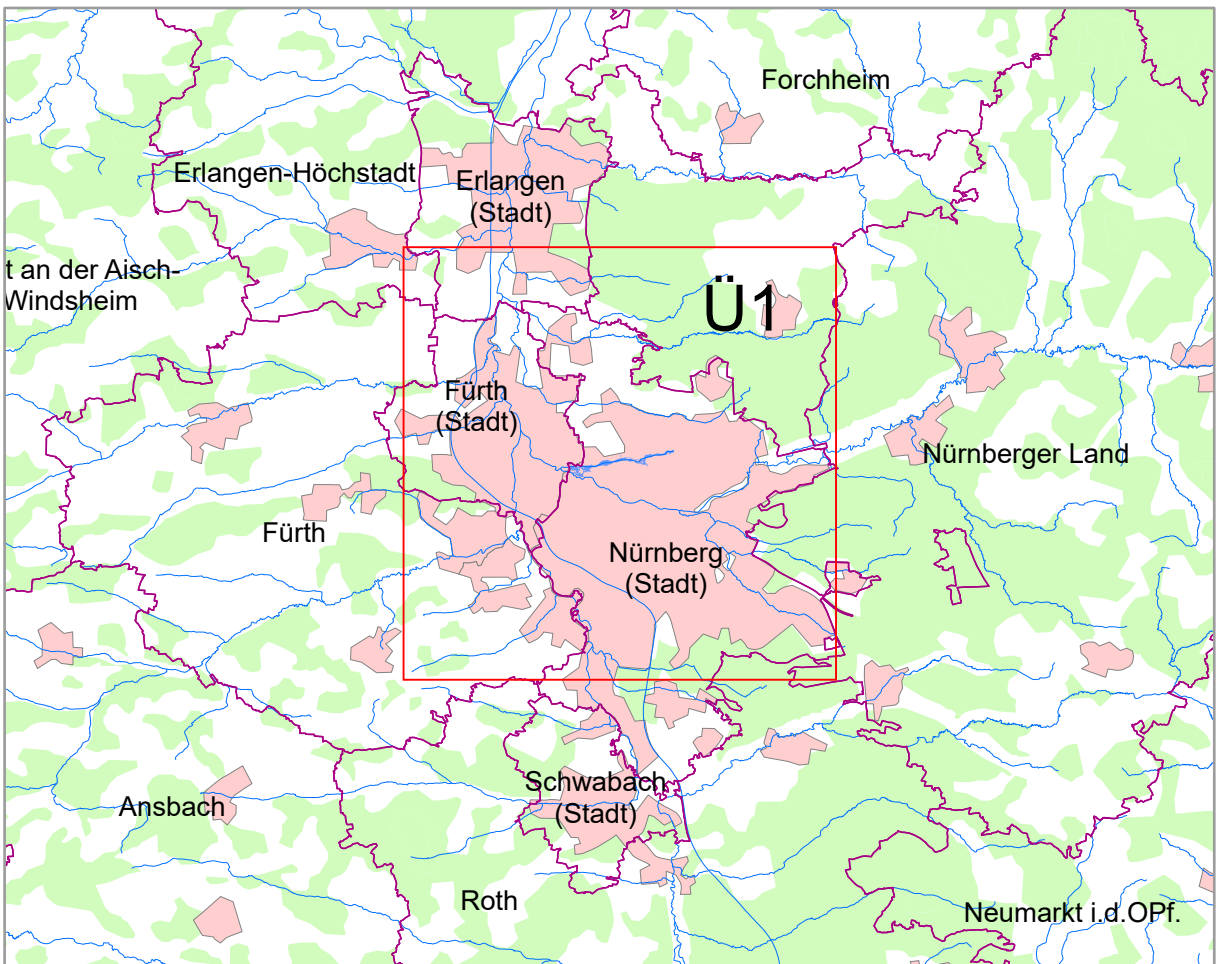 Forchheim
Erlangen-Höchstadt
Erlangen
(Stadt)
t an der Aisch-
Windsheim
Ü1
Fürth
(Stadt)
Nürnberger Land
Fürth
Nürnberg
(Stadt)
Schwabach
(Stadt)
Ansbach
Roth
Neumarkt i.d.OPf.